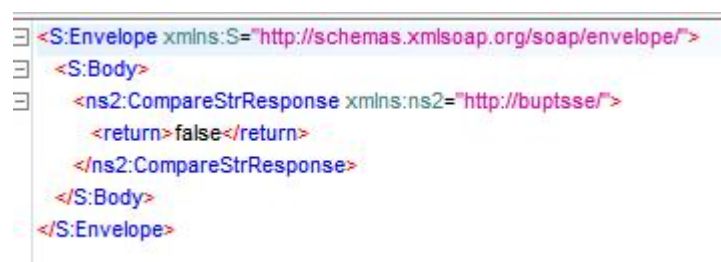 <S:Envelope xmlns:S="http://schemas.xmlsoap.org/soap/envelope/">
<S:Body>
<ns2:CompareStrResponse xmlns:ns2="http://buptsse/">
<return>false</return>
</ns2:CompareStrResponse>
</S:Body>
</S:Envelope>